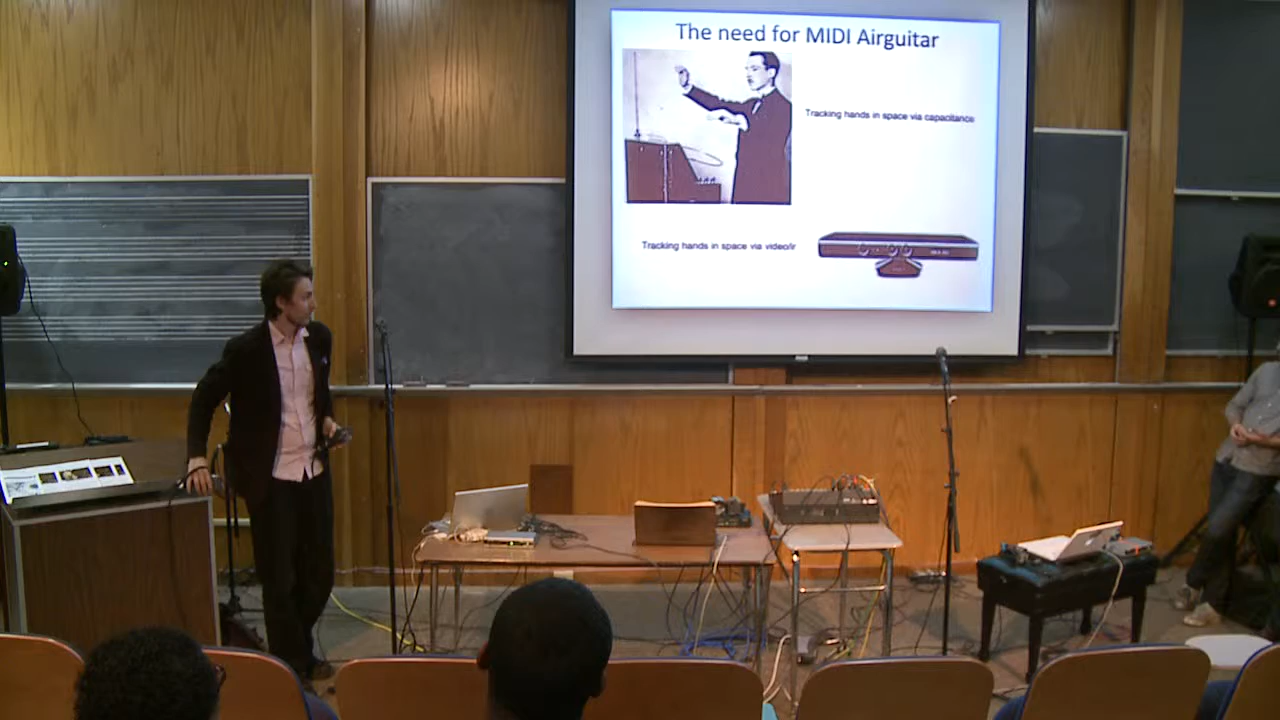 The need for MIDI Airguitar
Tracking hands in space via capacitance
Tracking hands in space via video/ir